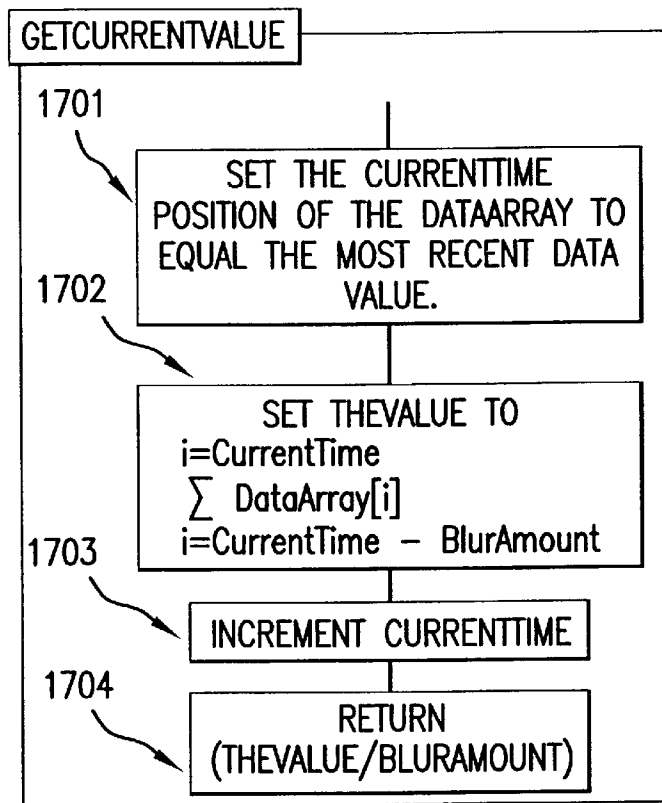 GETCURRENTVALUE
1701
SET THE CURRENTTIME
POSITION OF THE DATAARRAY TO
EQUAL THE MOST RECENT DATA
VALUE.
1702
SET THEVALUE TO
i=CurrentTime
∑ DataArray[i]
i=CurrentTime - BlurAmount
1703
INCREMENT CURRENTTIME
1704
RETURN
(THEVALUE/BLURAMOUNT)